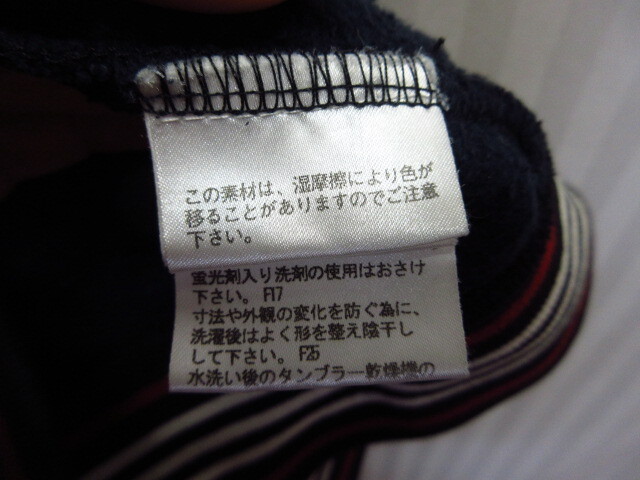 この素材は、湿摩擦により色が
移ることがありますのでご注意
下さい。
蛍光剤入り洗剤の使用はおさけ
下さい。 F17
寸法や外観の変化を防ぐ為に、
洗濯後はよく形を整え陰干し
して下さい。 F25
水洗い後のタンブラー乾燥機の